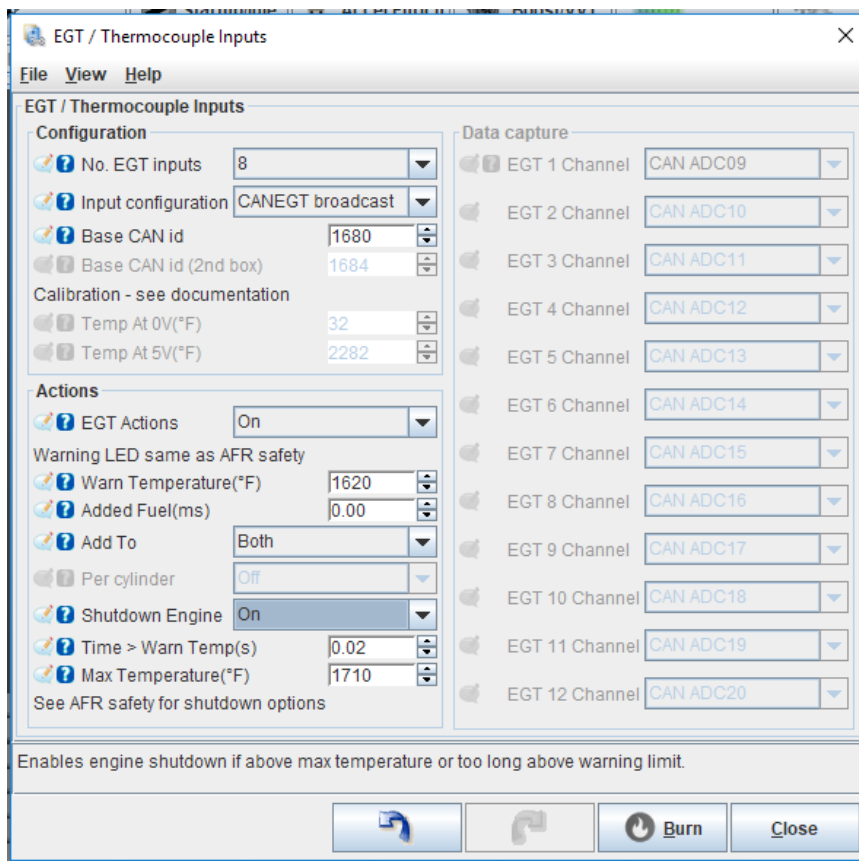 EGT / Thermocouple Inputs
File View Help
EGT / Thermocouple Inputs
Configuration
No. EGT inputs 8
Input configuration CANEGT broadcast
Base CAN id 1680
Base CAN id (2nd box) 1684
Calibration - see documentation
Temp At 0V(°F) 32
Temp At 5V(°F) 2282
Actions
EGT Actions On
Warning LED same as AFR safety
Warn Temperature(°F) 1620
Added Fuel(ms) 0.00
Add To Both
Per cylinder Off
Shutdown Engine On
Time > Warn Temp(s) 0.02
Max Temperature(°F) 1710
See AFR safety for shutdown options
Data capture
EGT 1 Channel CAN ADC09
EGT 2 Channel CAN ADC10
EGT 3 Channel CAN ADC11
EGT 4 Channel CAN ADC12
EGT 5 Channel CAN ADC13
EGT 6 Channel CAN ADC14
EGT 7 Channel CAN ADC15
EGT 8 Channel CAN ADC16
EGT 9 Channel CAN ADC17
EGT 10 Channel CAN ADC18
EGT 11 Channel CAN ADC19
EGT 12 Channel CAN ADC20
Enables engine shutdown if above max temperature or too long above warning limit.
Burn Close